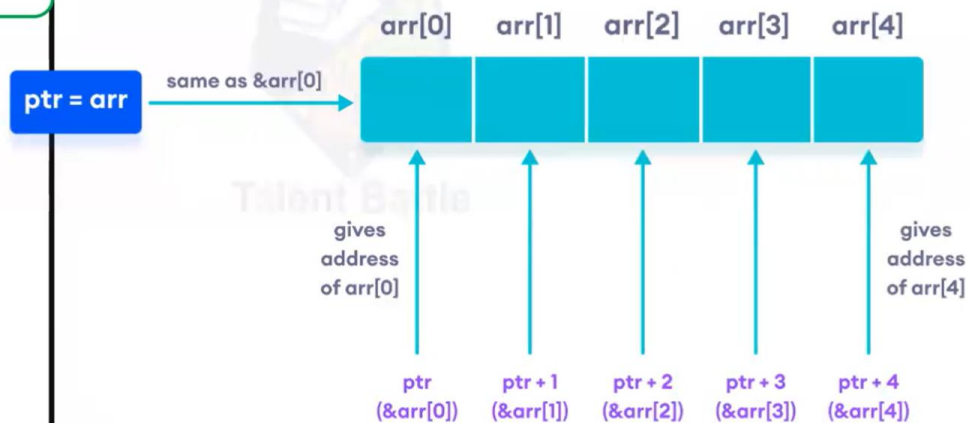 arr[0] arr[1] arr[2] arr[3] arr[4]
ptr = arr
same as &arr[0]
Talent Battle
gives
address
of arr[0]
gives
address
of arr[4]
ptr ptr + 1 ptr + 2 ptr + 3 ptr + 4
(&arr[0]) (&arr[1]) (&arr[2]) (&arr[3]) (&arr[4])